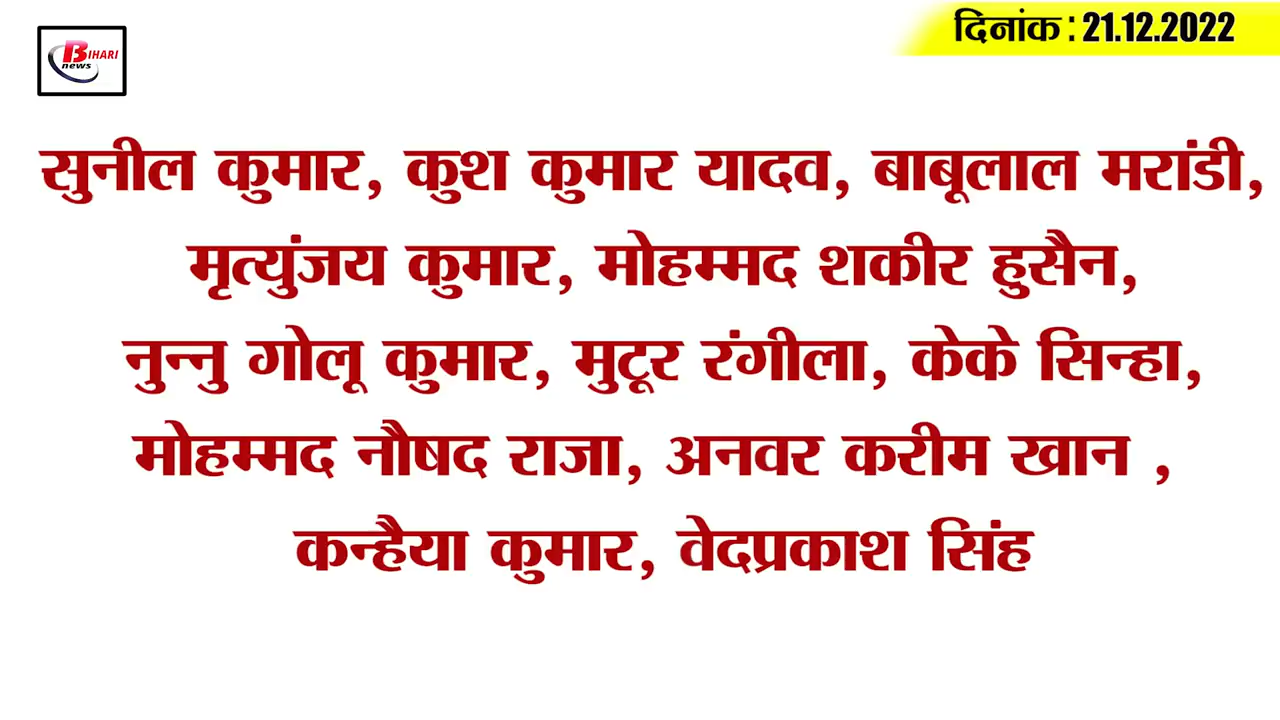 BIHARI
news
दिनांक : 21.12.2022
सुनील कुमार, कुश कुमार यादव, बाबूलाल मरांडी,
मृत्युंजय कुमार, मोहम्मद शकीर हुसैन,
नुन्नु गोलू कुमार, मुटूर रंगीला, केके सिन्हा,
मोहम्मद नौषद राजा, अनवर करीम खान ,
कन्हैया कुमार, वेदप्रकाश सिंह